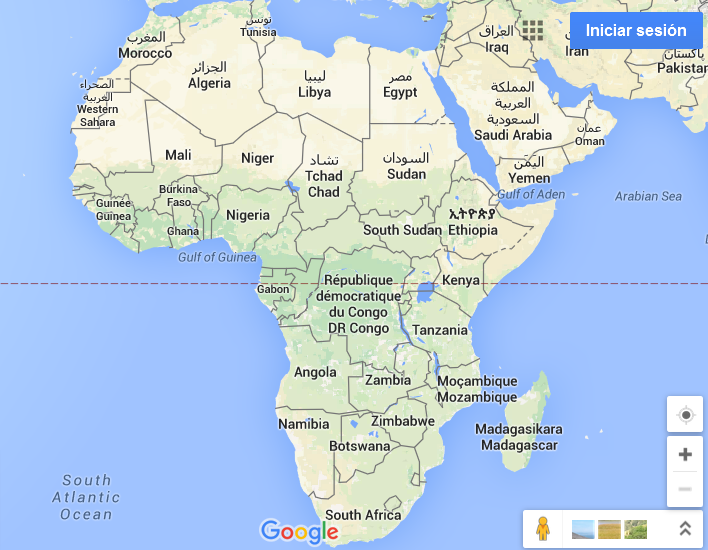 تونس
Tunisia
المغرب
Morocco
العراق
Iraq
Iniciar sesión
Iran
پاکستان
Pakistan
الجزائر
Algeria
ليبيا
Libya
مصر
Egypt
الصحراء
الغربية
Western
Sahara
المملكة
العربية
السعودية
Saudi Arabia
عمان
Oman
Mali
Niger
تشاد
Tchad
Chad
السودان
Sudan
اليمن
Yemen
Gulf of Aden
Arabian Sea
Burkina
Faso
Guinée
Guinea
Ghana
Nigeria
South Sudan
ኢትዮጵያ
Ethiopia
Gulf of Guinea
Gabon
République
démocratique
du Congo
DR Congo
Kenya
Tanzania
Angola
Zambia
Moçambique
Mozambique
Namibia
Zimbabwe
Botswana
Madagasikara
Madagascar
South
Atlantic
Ocean
South Africa
Google